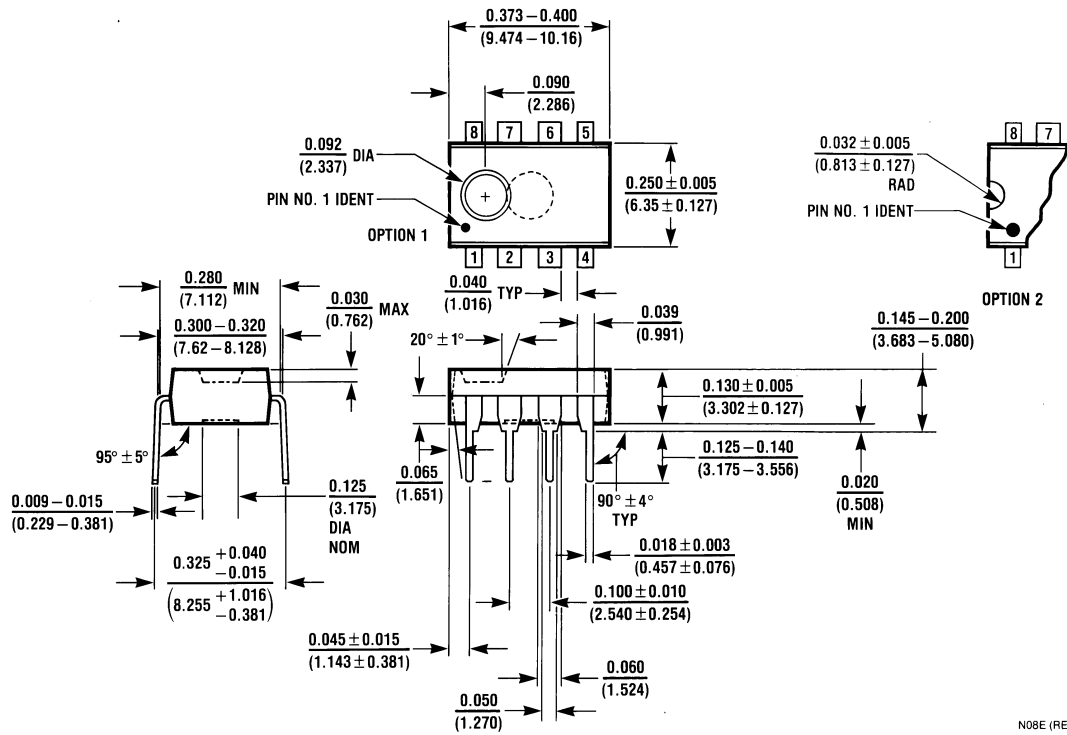 0.373 – 0.400
(9.474 – 10.16)
0.090
(2.286)
8 7 6 5
0.092 DIA
(2.337)
PIN NO. 1 IDENT
OPTION 1
1 2 3 4
0.250 ± 0.005
(6.35 ± 0.127)
0.032 ± 0.005
(0.813 ± 0.127)
RAD
PIN NO. 1 IDENT
8 7
1
OPTION 2
0.280 MIN
(7.112)
0.300 – 0.320
(7.62 – 8.128)
0.030 MAX
(0.762)
0.040 TYP
(1.016)
20° ± 1°
0.039
(0.991)
0.145 – 0.200
(3.683 – 5.080)
0.130 ± 0.005
(3.302 ± 0.127)
0.125 – 0.140
(3.175 – 3.556)
0.020
(0.508)
MIN
95° ± 5°
0.009 – 0.015
(0.229 – 0.381)
0.125
(3.175)
DIA
NOM
0.065
(1.651)
90° ± 4°
TYP
0.325 +0.040
−0.015
(8.255 +1.016
−0.381)
0.018 ± 0.003
(0.457 ± 0.076)
0.100 ± 0.010
(2.540 ± 0.254)
0.045 ± 0.015
(1.143 ± 0.381)
0.060
(1.524)
0.050
(1.270)
N08E (RE